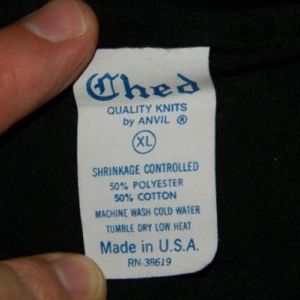 Ched
QUALITY KNITS
by ANVIL ®
XL
SHRINKAGE CONTROLLED
50% POLYESTER
50% COTTON
MACHINE WASH COLD WATER
TUMBLE DRY LOW HEAT
Made in U.S.A.
RN-38619